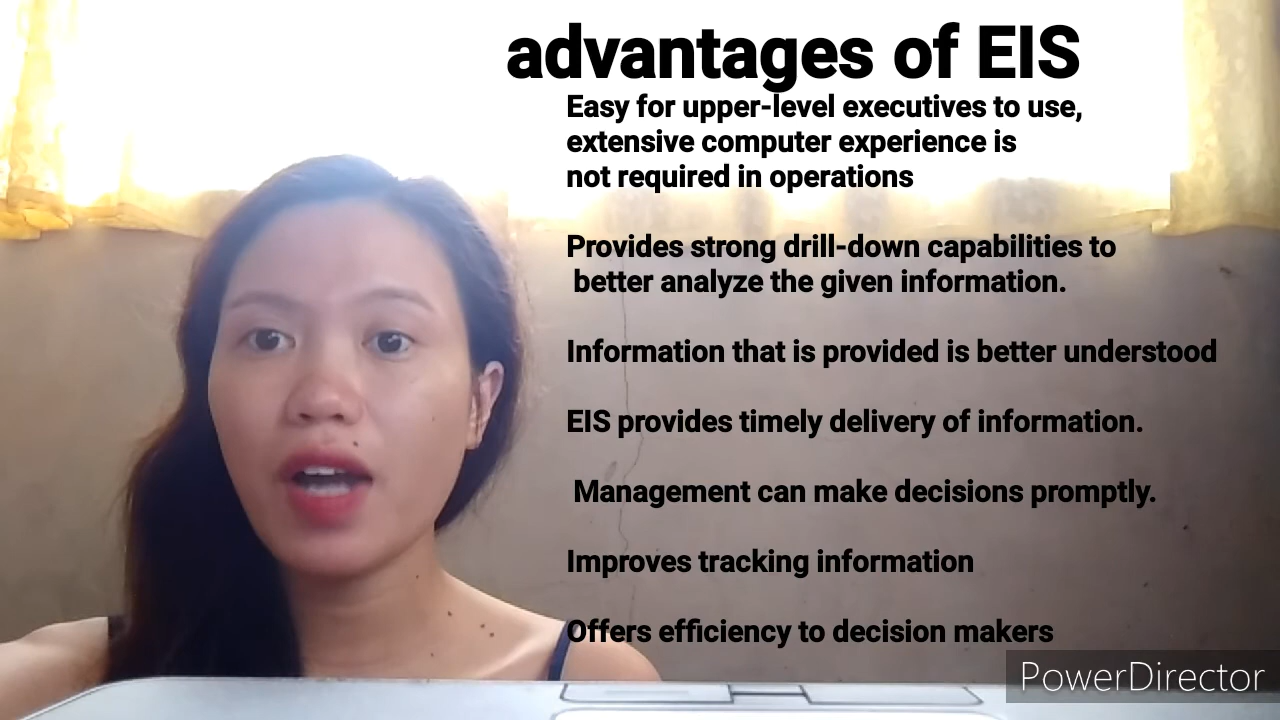 advantages of EIS
Easy for upper-level executives to use,
extensive computer experience is
not required in operations
Provides strong drill-down capabilities to
better analyze the given information.
Information that is provided is better understood
EIS provides timely delivery of information.
Management can make decisions promptly.
Improves tracking information
Offers efficiency to decision makers
PowerDirector